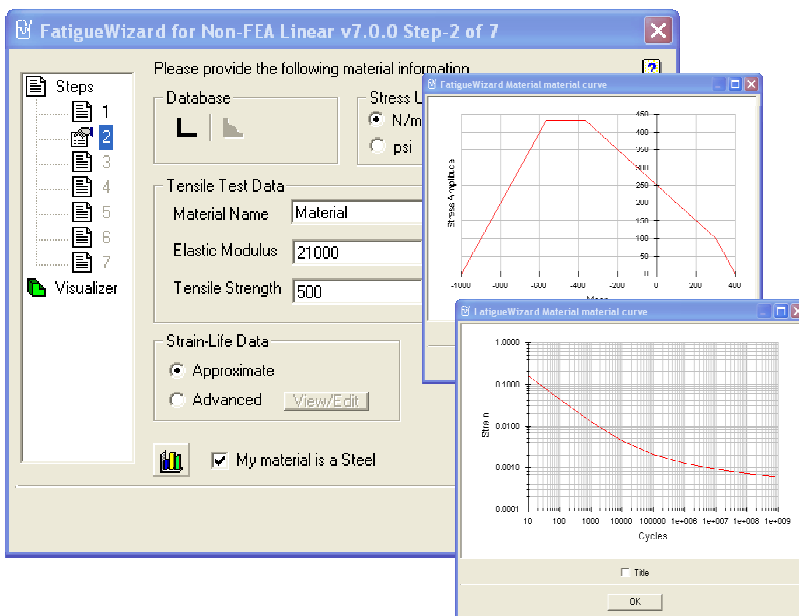 FatigueWizard for Non-FEA Linear v7.0.0 Step-2 of 7
Steps
1
2
3
4
5
6
7
Visualizer
Please provide the following material information
?
Database
Stress U
N/m
psi
Tensile Test Data
Material Name Material
Elastic Modulus 21000
Tensile Strength 500
Strain-Life Data
Approximate
Advanced View/Edit
My material is a Steel
FatigueWizard Material material curve
Stress Amplitude
450
400
350
300
250
200
150
100
50
0
-1000 -800 -600 -400 -200 0 200 400
FatigueWizard Material material curve
Strain
1.0000
0.1000
0.0100
0.0010
0.0001
10 100 1000 10000 100000 1e+006 1e+007 1e+008 1e+009
Cycles
Title
OK